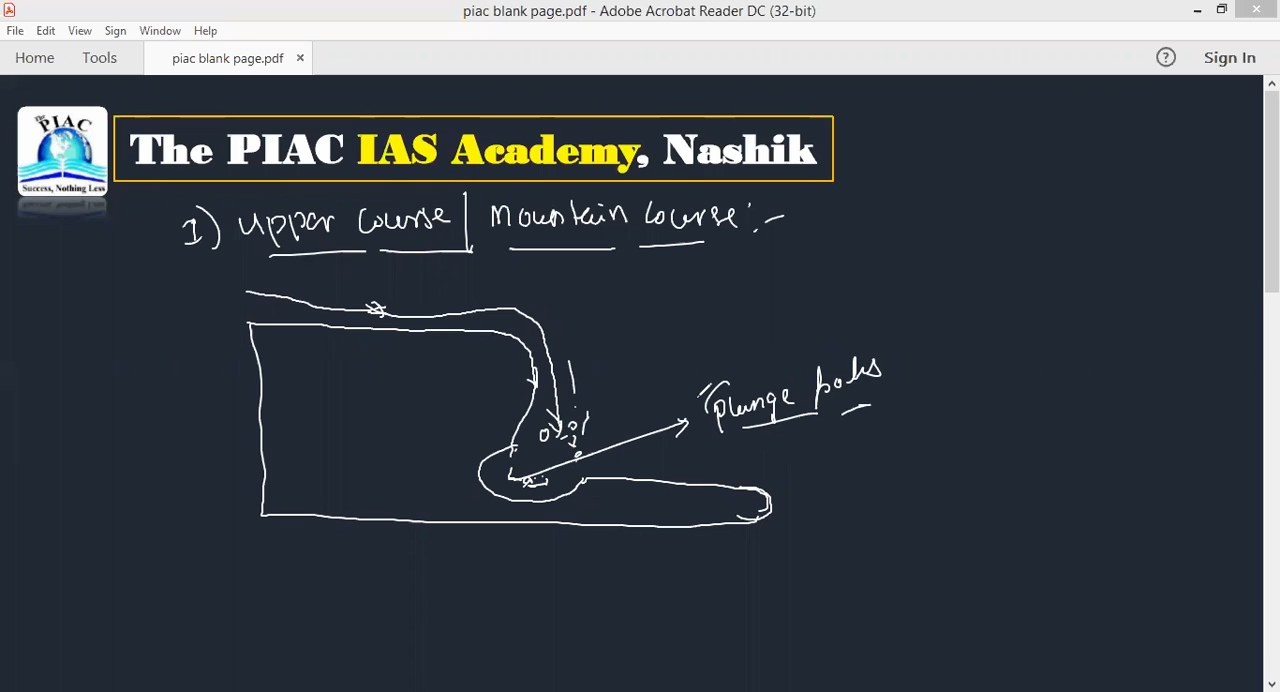 piac blank page.pdf - Adobe Acrobat Reader DC (32-bit)
File Edit View Sign Window Help
Home Tools piac blank page.pdf × ? Sign In
The PIAC
Success, Nothing Less
The PIAC IAS Academy, Nashik
1) Upper Course | Mountain Course :-
"Plunge pools